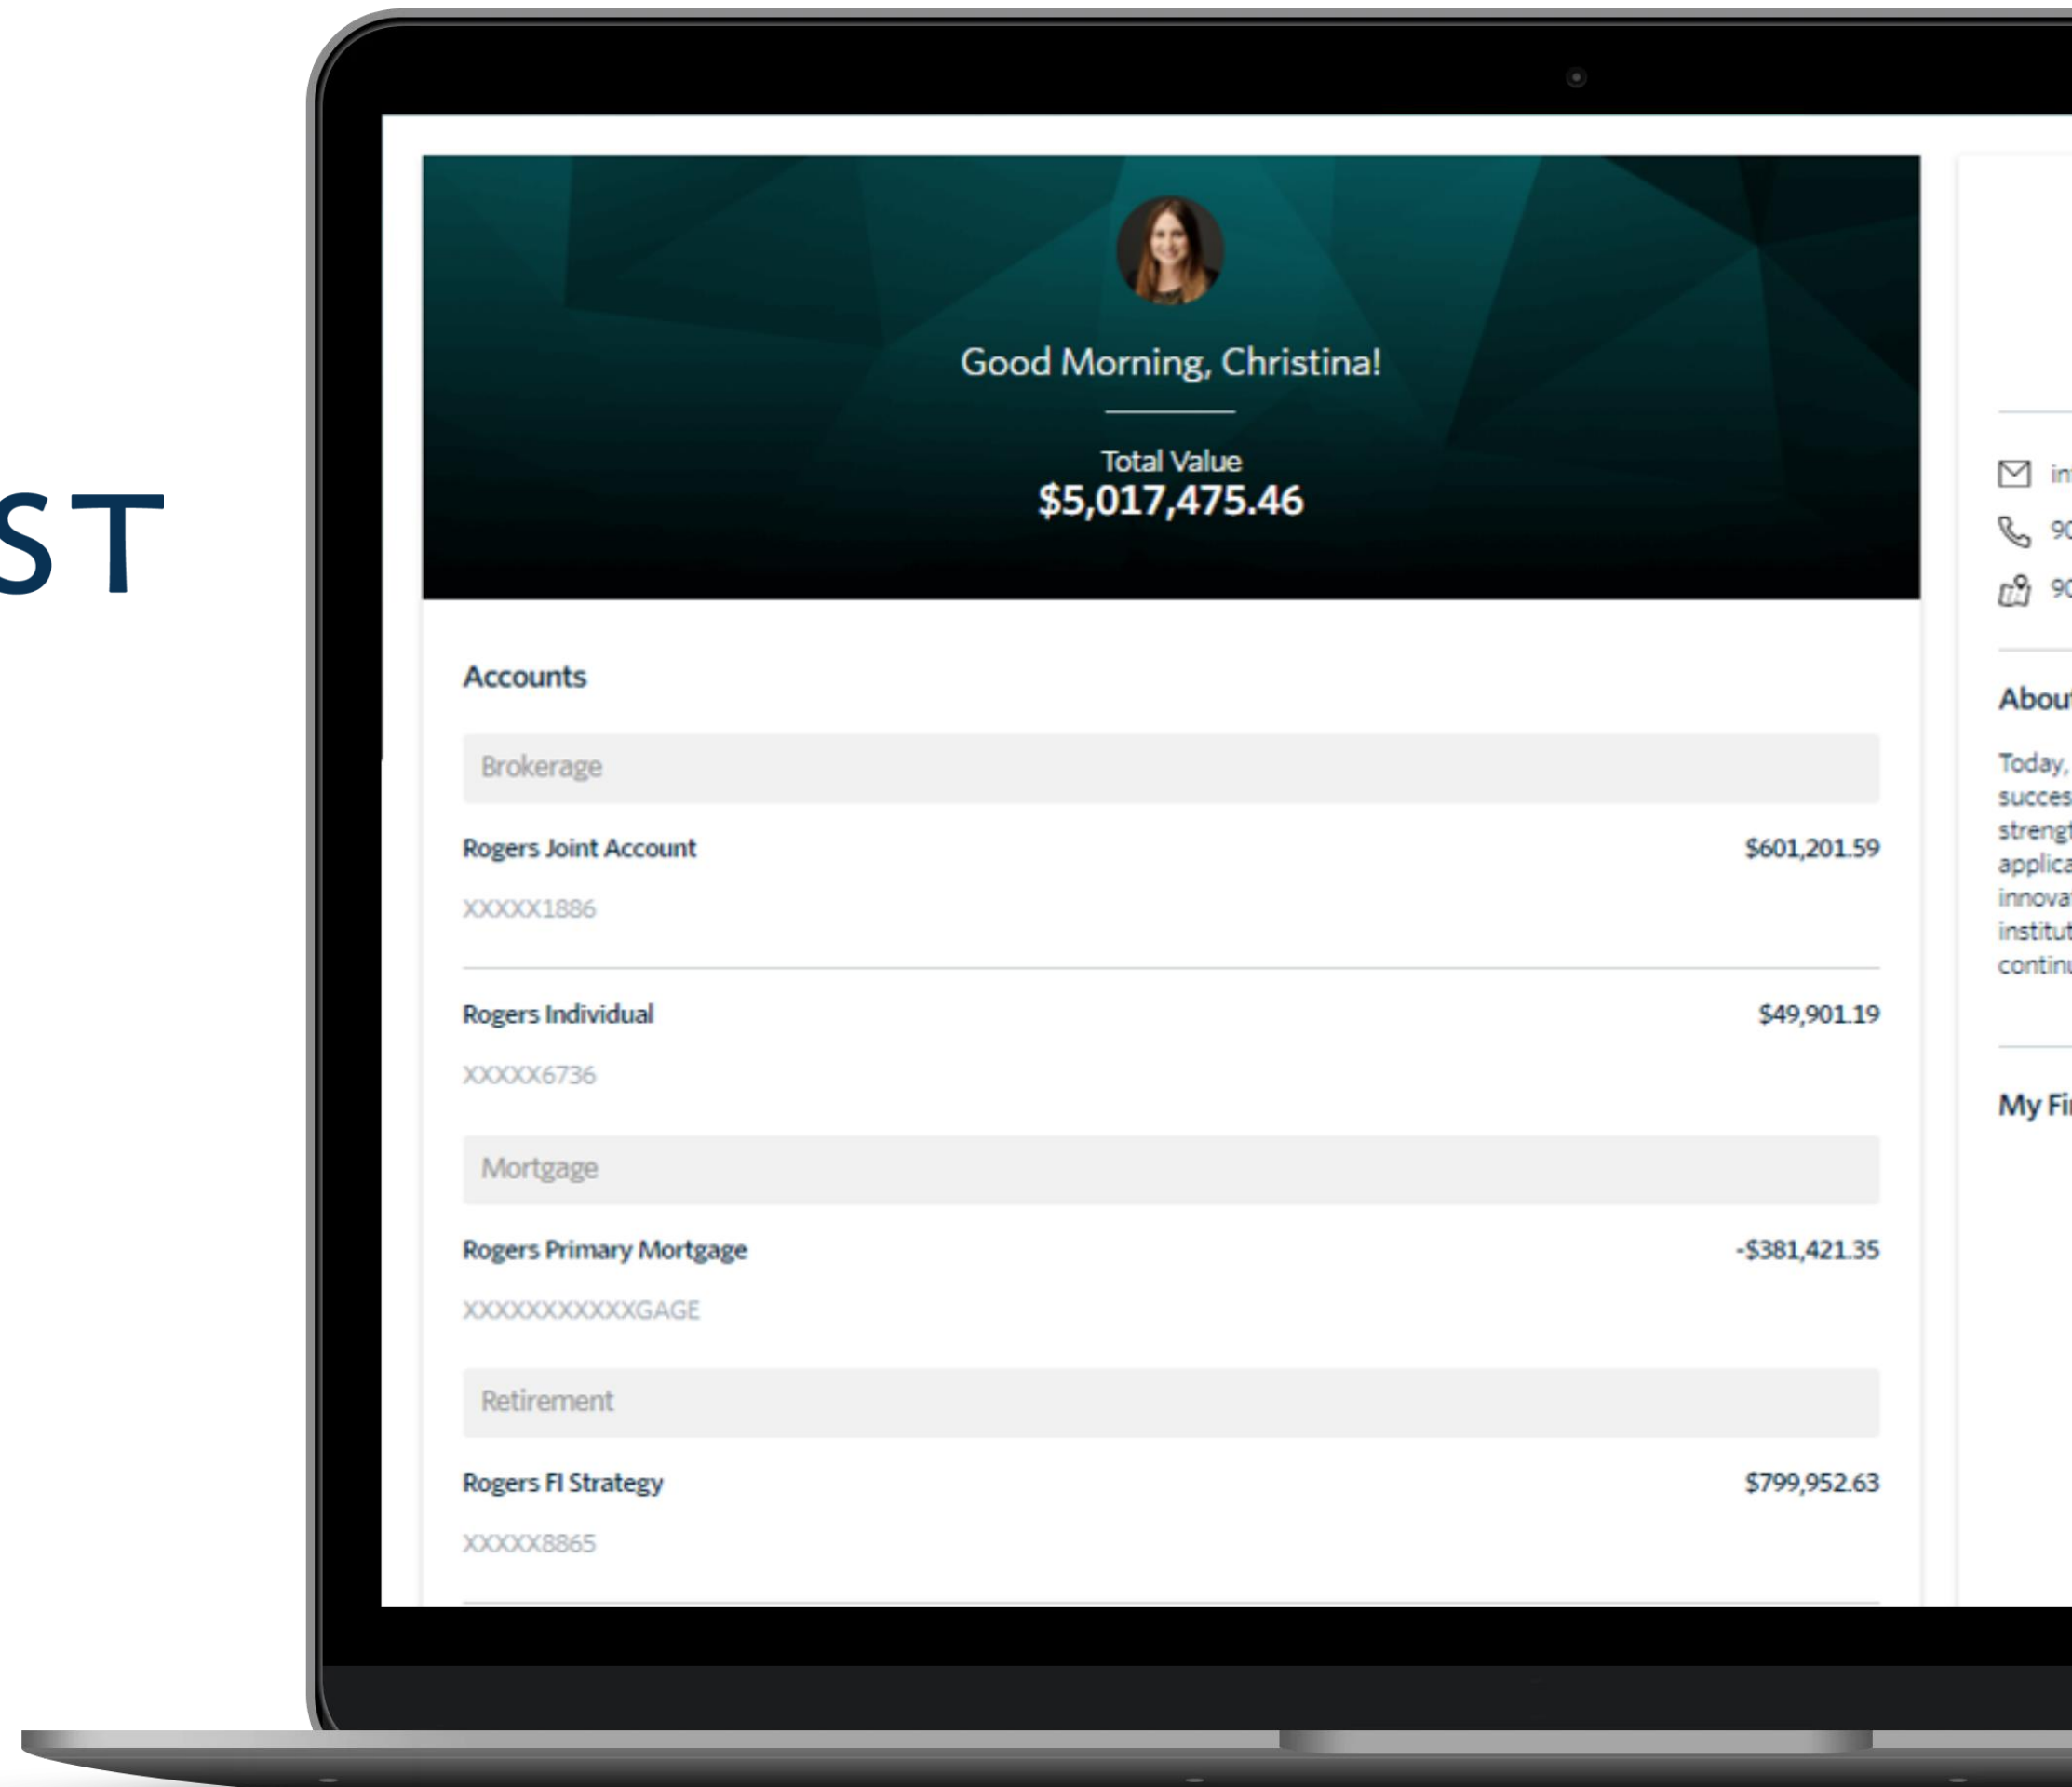 ST
Good Morning, Christina!
Total Value
$5,017,475.46
Accounts
Brokerage
Rogers Joint Account $601,201.59
XXXXX1886
Rogers Individual $49,901.19
XXXXX6736
Mortgage
Rogers Primary Mortgage -$381,421.35
XXXXXXXXXXXGAGE
Retirement
Rogers FI Strategy $799,952.63
XXXXX8865
90
90
Today,
My